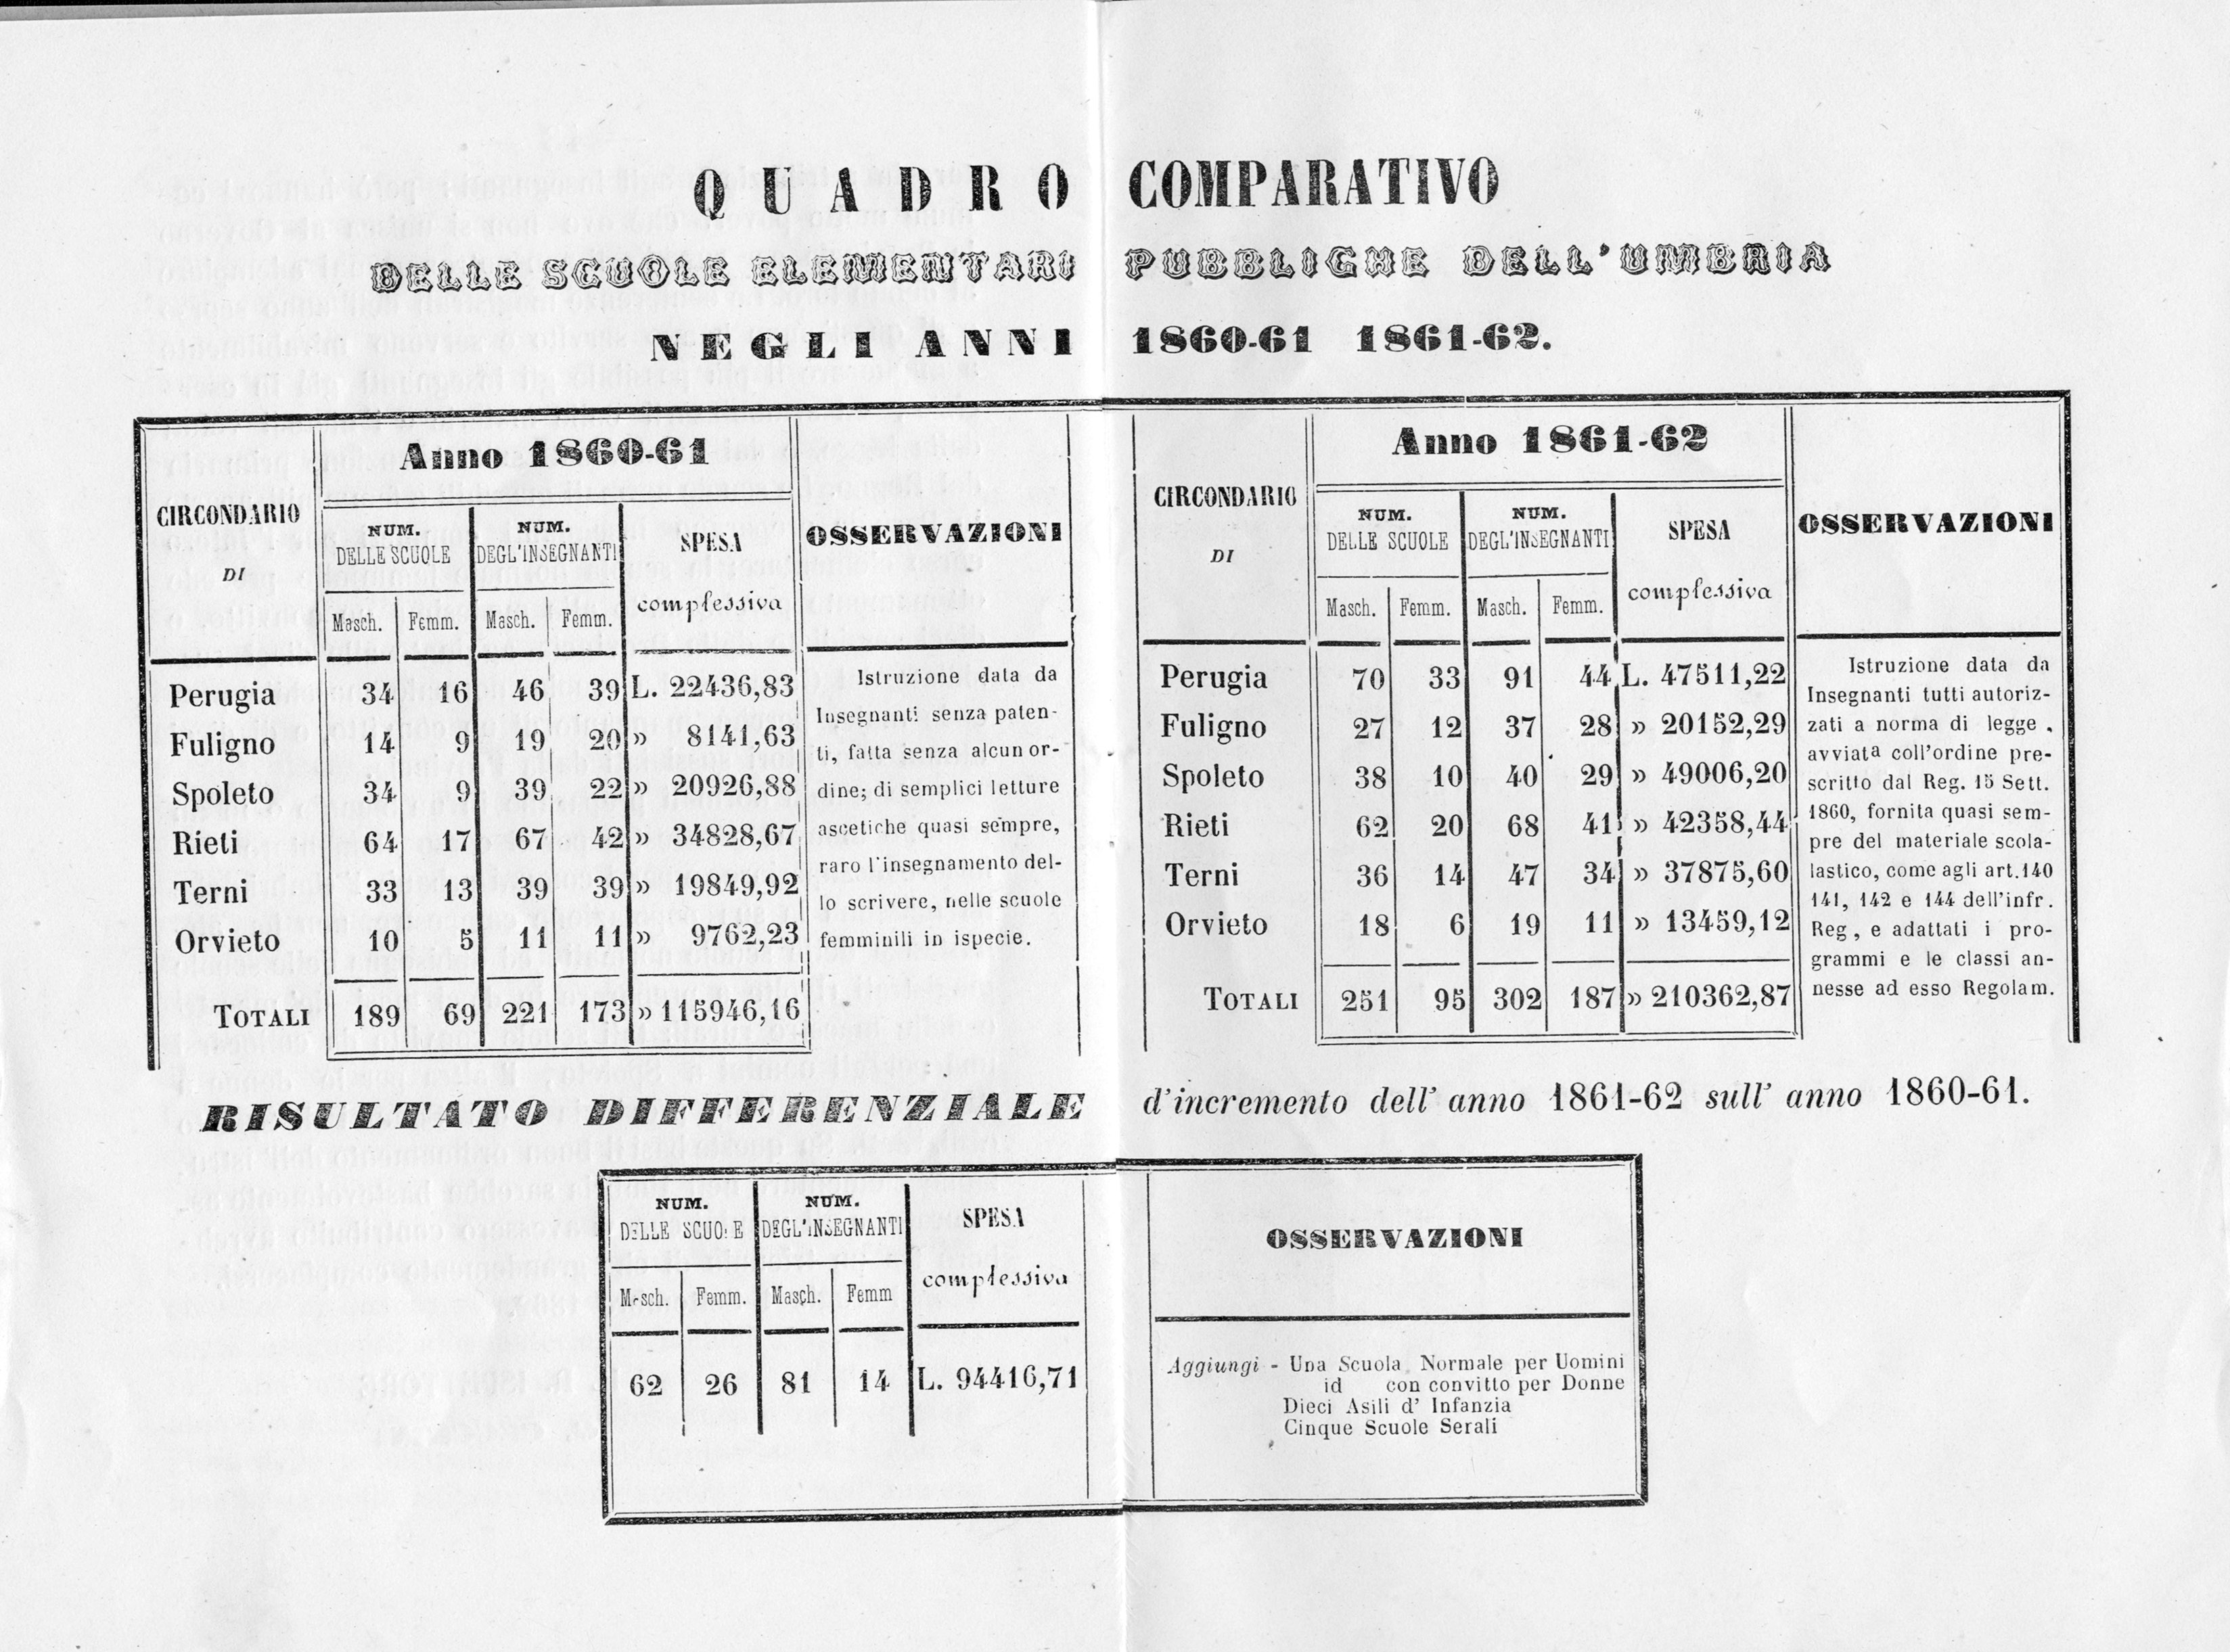 QUADRO COMPARATIVO
DELLE SCUOLE ELEMENTARI PUBBLICHE DELL'UMBRIA
NEGLI ANNI 1860-61 1861-62.
CIRCONDARIO
DI
Anno 1860-61
NUM.
DELLE SCUOLE
NUM.
DEGL'INSEGNANTI
SPESA
complessiva
OSSERVAZIONI
Masch. Femm. Masch. Femm.
Perugia 34 16 46 39 L. 22436,83
Fuligno 14 9 19 20 » 8141,63
Spoleto 34 9 39 22 » 20926,88
Rieti 64 17 67 42 » 34828,67
Terni 33 13 39 39 » 19849,92
Orvieto 10 5 11 11 » 9762,23
TOTALI 189 69 221 173 » 115946,16
Istruzione data da
Insegnanti senza paten-
ti, fatta senza alcun or-
dine; di semplici letture
ascetiche quasi sempre,
raro l'insegnamento del-
lo scrivere, nelle scuole
femminili in ispecie.
CIRCONDARIO
DI
Anno 1861-62
NUM.
DELLE SCUOLE
NUM.
DEGL'INSEGNANTI
SPESA
complessiva
OSSERVAZIONI
Masch. Femm. Masch. Femm.
Perugia 70 33 91 44 L. 47511,22
Fuligno 27 12 37 28 » 20152,29
Spoleto 38 10 40 29 » 49006,20
Rieti 62 20 68 41 » 42358,44
Terni 36 14 47 34 » 37875,60
Orvieto 18 6 19 11 » 13459,12
TOTALI 251 95 302 187 » 210362,87
Istruzione data da
Insegnanti tutti autoriz-
zati a norma di legge,
avviata coll'ordine pre-
scritto dal Reg. 15 Sett.
1860, fornita quasi sem-
pre del materiale scola-
lastico, come agli art. 140
141, 142 e 144 dell'infr.
Reg, e adattati i pro-
grammi e le classi an-
nesse ad esso Regolam.
RISULTATO DIFFERENZIALE d'incremento dell'anno 1861-62 sull'anno 1860-61.
NUM.
DELLE SCUOLE
NUM.
DEGL'INSEGNANTI
SPESA
complessiva
OSSERVAZIONI
Masch. Femm. Masch. Femm
62 26 81 14 L. 94416,71
Aggiungi - Una Scuola Normale per Uomini
id con convitto per Donne
Dieci Asili d' Infanzia
Cinque Scuole Serali